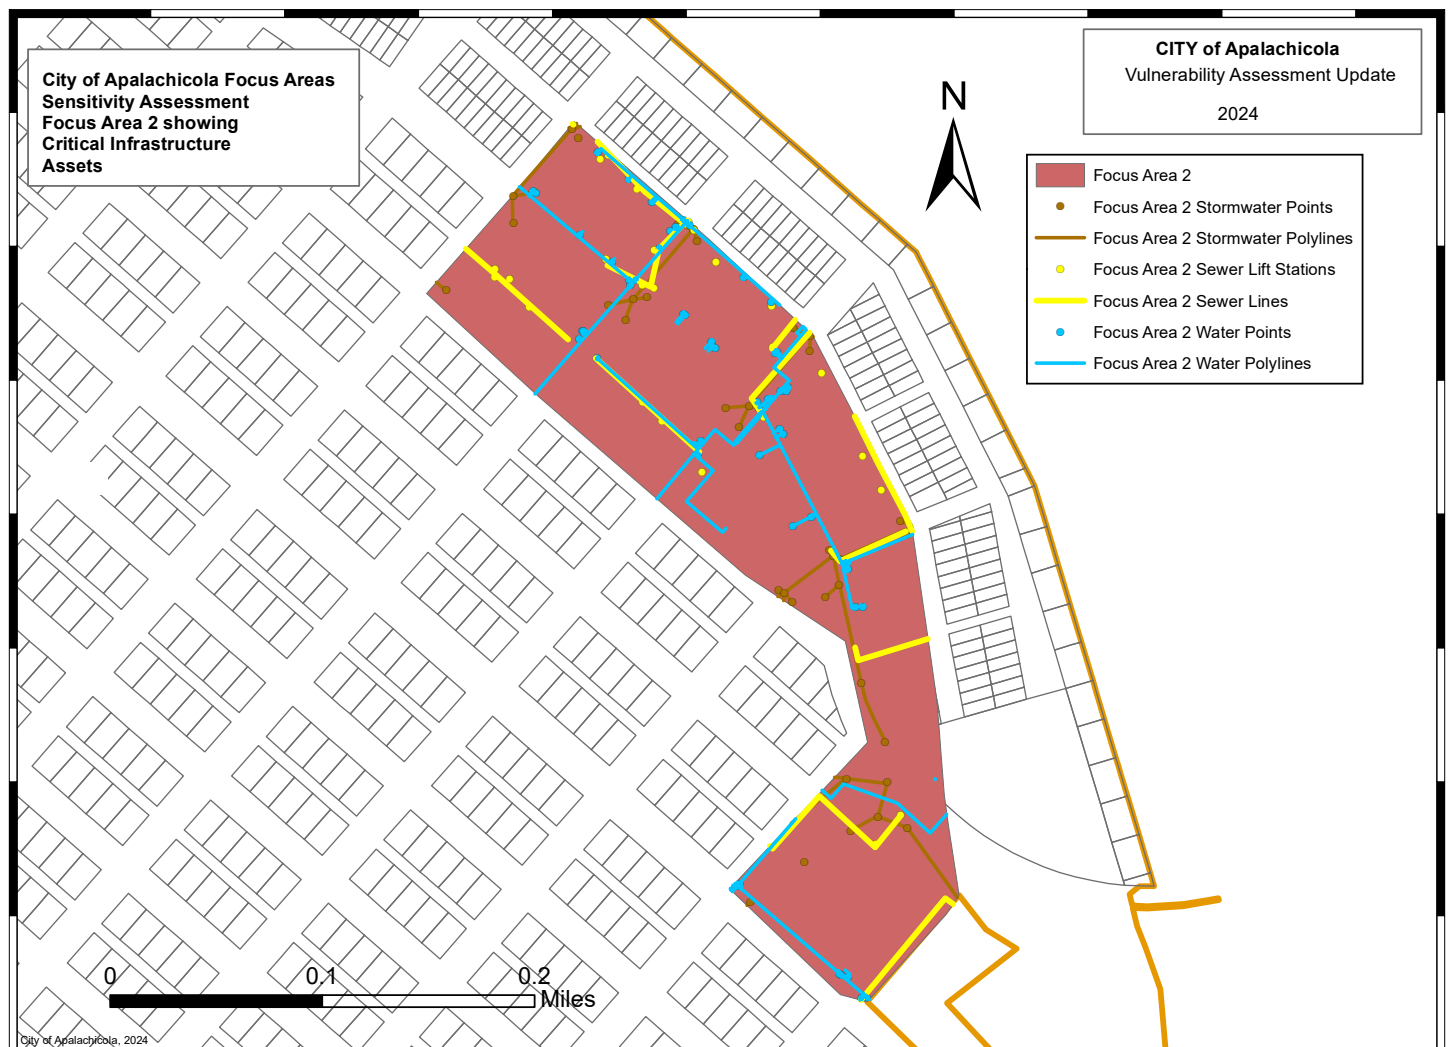 City of Apalachicola Focus Areas
Sensitivity Assessment
Focus Area 2 showing
Critical Infrastructure
Assets
CITY of Apalachicola
Vulnerability Assessment Update
2024
N
Focus Area 2
Focus Area 2 Stormwater Points
Focus Area 2 Stormwater Polylines
Focus Area 2 Sewer Lift Stations
Focus Area 2 Sewer Lines
Focus Area 2 Water Points
Focus Area 2 Water Polylines
0 0.1 0.2
Miles
City of Apalachicola, 2024